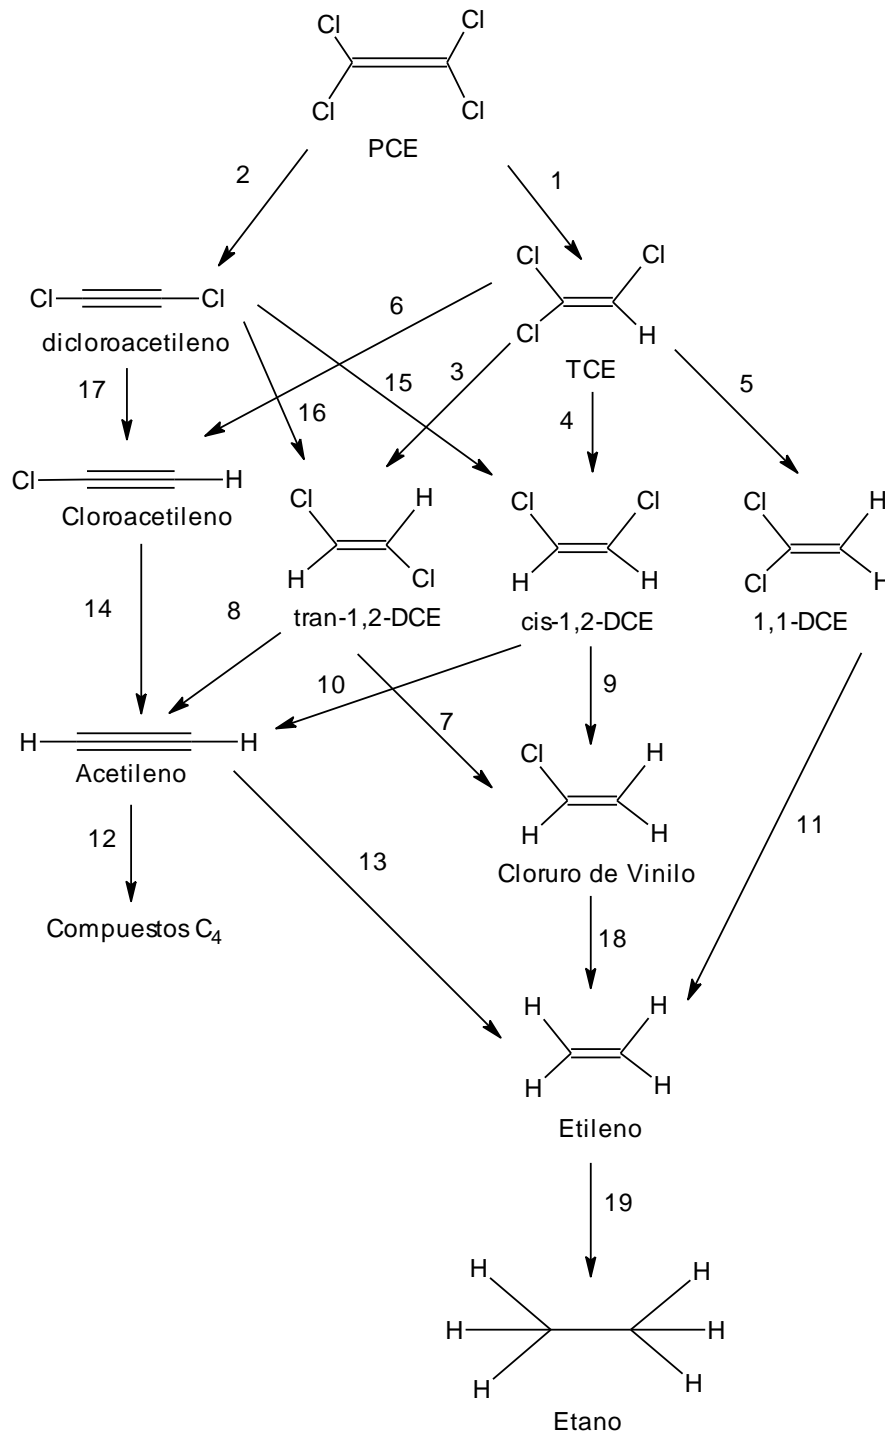 Cl Cl
Cl Cl
PCE
2 1
Cl Cl
Cl Cl
Cl H
dicloroacetileno
TCE
6
17 16 15 3 4 5
Cl H
Cloroacetileno
Cl H
H Cl
tran-1,2-DCE
Cl Cl
H H
cis-1,2-DCE
Cl H
Cl H
1,1-DCE
14 8 10 7 9 11
H H
Acetileno
Cl H
H H
Cloruro de Vinilo
12 13 18
Compuestos C4
H H
H H
Etileno
19
H H
H H
H H
Etano